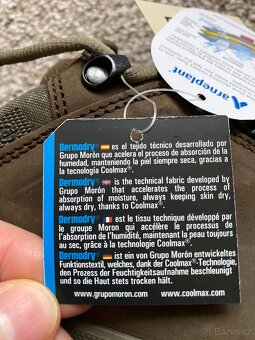 arneplant
Dermodry® es el tejido técnico desarrollado por
Grupo Morón que acelera el proceso de absorción de la
humedad, manteniendo la piel siempre seca, gracias a
la tecnología Coolmax®.
Dermodry® is the technical fabric developed by
Grupo Morón that accelerates the process of
absorption of moisture, always keeping skin dry,
always dry, thanks to Coolmax®.
Dermodry® est le tissu technique développé par
le groupe Morón qui accélère le processus de
l'absorption de l'humidité, maintenant la peau toujours
au sec, grâce à la technologie Coolmax®.
Dermodry® ist ein von Grupo Morón entwickeltes
Funktionstextil, welches, dank der Coolmax®-Technologie,
den Prozess der Feuchtigkeitsaufnahme beschleunigt
und so die Haut stets trocken hält.
www.grupomoron.com www.coolmax.com